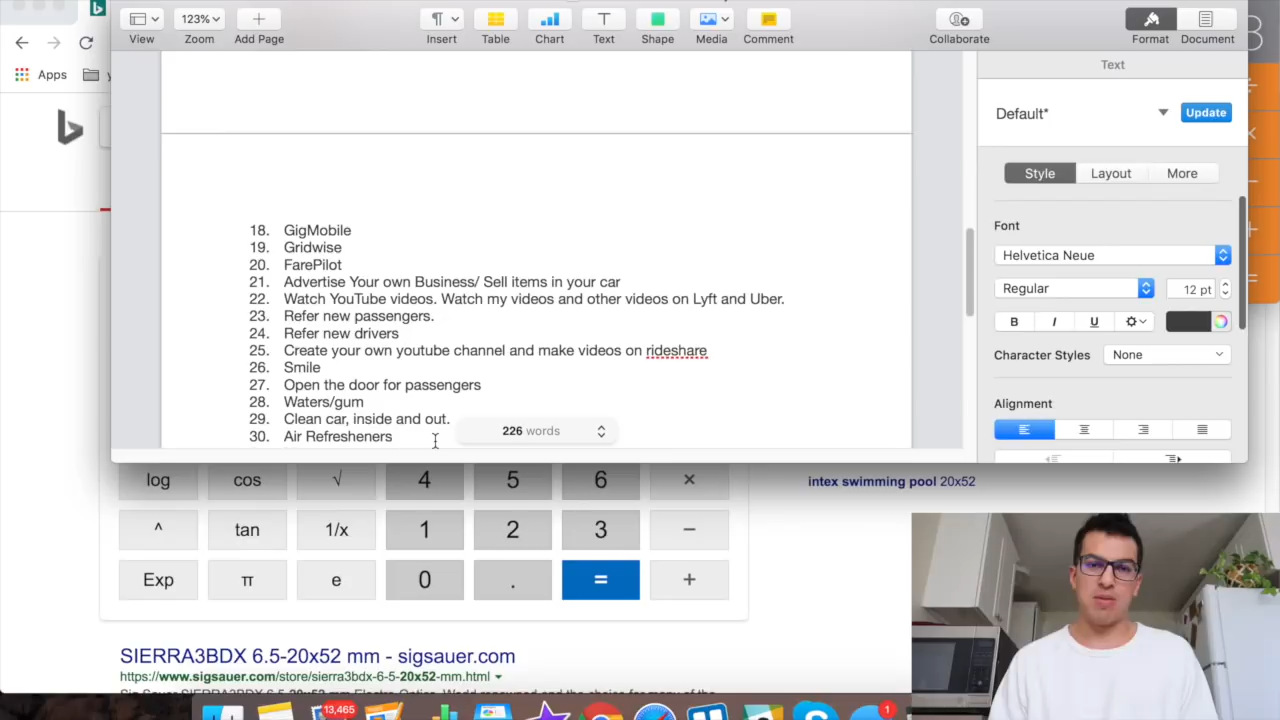 View
123%
Zoom
Add Page
Insert
Table
Chart
Text
Shape
Media
Comment
Collaborate
Format
Document
Apps
Text
Default*
Update
Style
Layout
More
Font
Helvetica Neue
Regular
12 pt
B
I
U
Character Styles
None
Alignment
18. GigMobile
19. Gridwise
20. FarePilot
21. Advertise Your own Business/ Sell items in your car
22. Watch YouTube videos. Watch my videos and other videos on Lyft and Uber.
23. Refer new passengers.
24. Refer new drivers
25. Create your own youtube channel and make videos on rideshare
26. Smile
27. Open the door for passengers
28. Waters/gum
29. Clean car, inside and out.
30. Air Refresheners
226 words
log cos √ 4 5 6 ×
^ tan 1/x 1 2 3 −
Exp π e 0 . = +
intex swimming pool 20x52
SIERRA3BDX 6.5-20x52 mm - sigsauer.com
https://www.sigsauer.com/store/sierra3bdx-6-5-20x52-mm.html
13,465
1